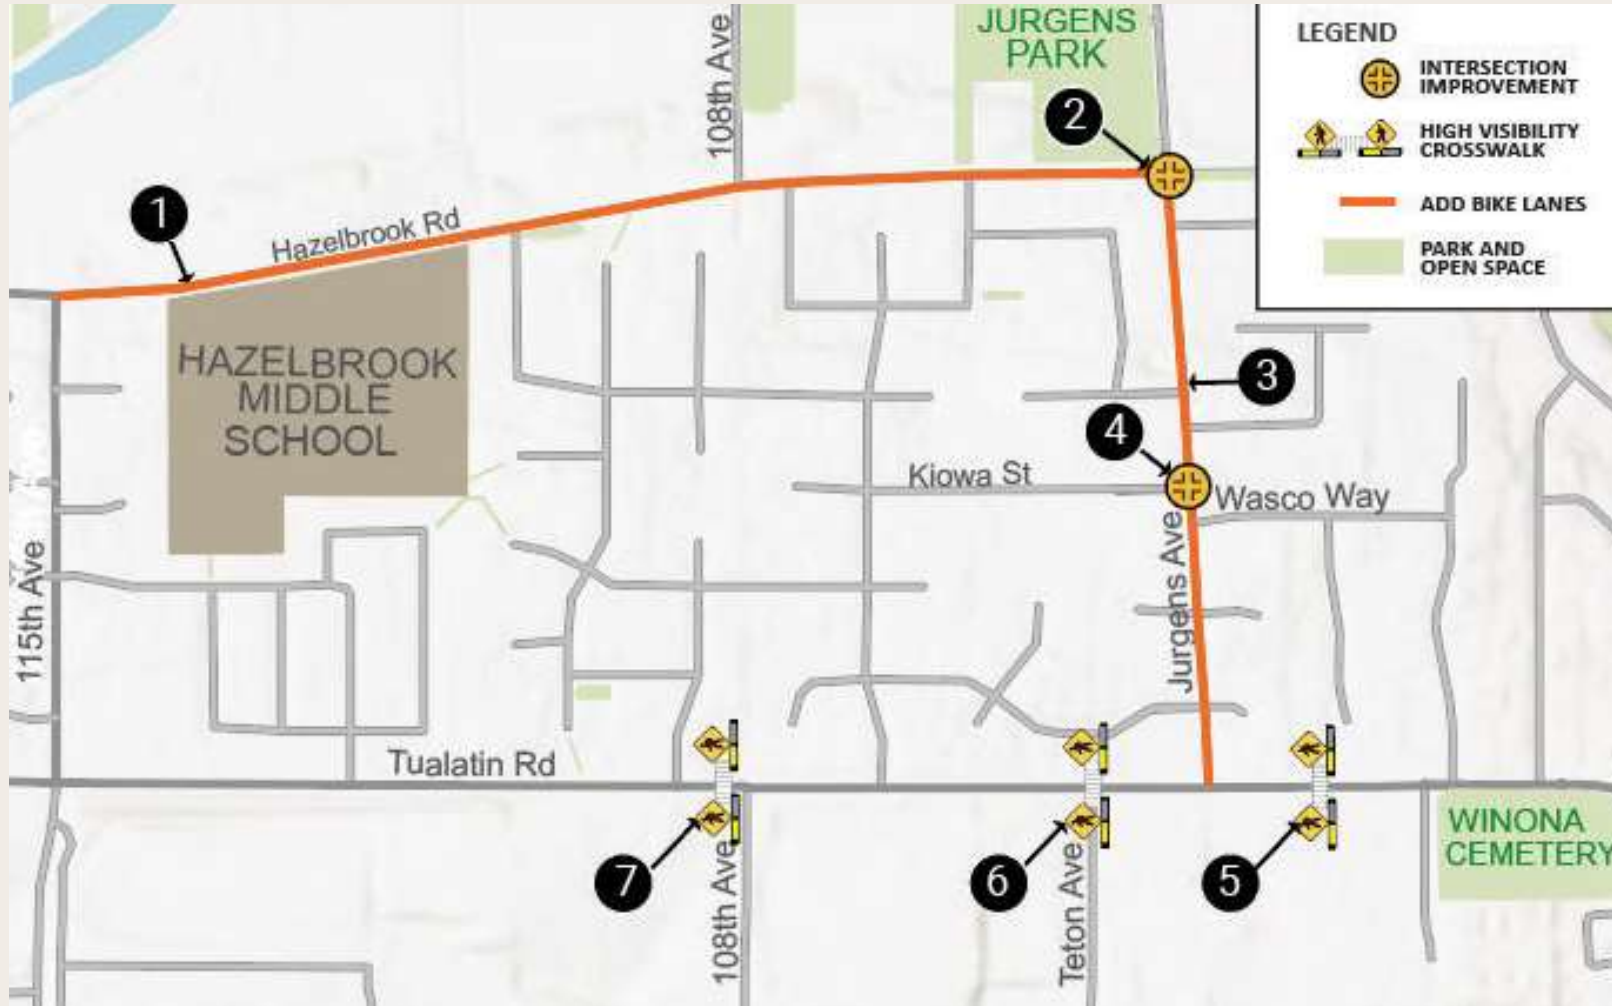 JURGENS
PARK
108th Ave
LEGEND
INTERSECTION
IMPROVEMENT
HIGH VISIBILITY
CROSSWALK
ADD BIKE LANES
PARK AND
OPEN SPACE
2
1
Hazelbrook Rd
HAZELBROOK
MIDDLE
SCHOOL
3
4
Kiowa St
Wasco Way
115th Ave
Jurgens Ave
Tualatin Rd
WINONA
CEMETERY
7
6
5
108th Ave
Teton Ave